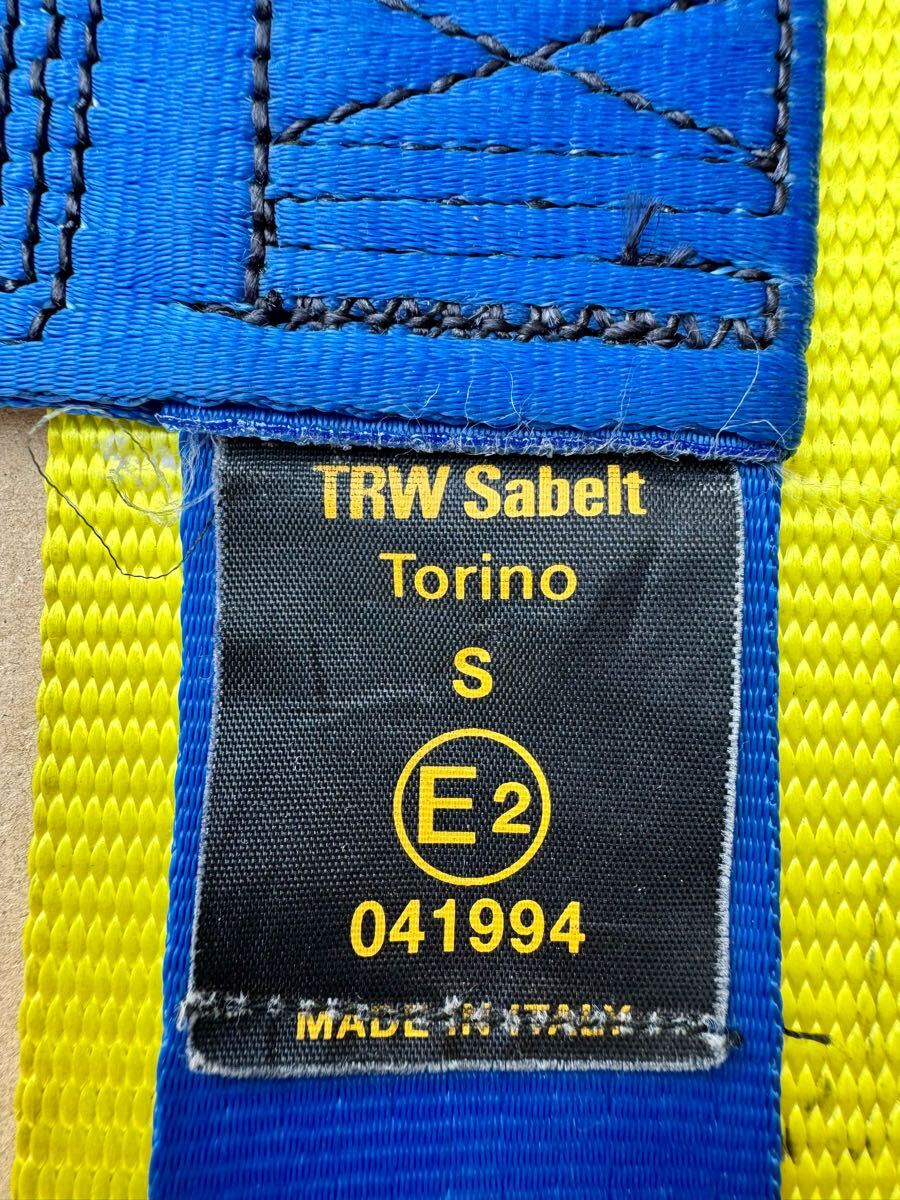 TRW Sabelt
Torino
S
E2
041994
MADE IN ITALY